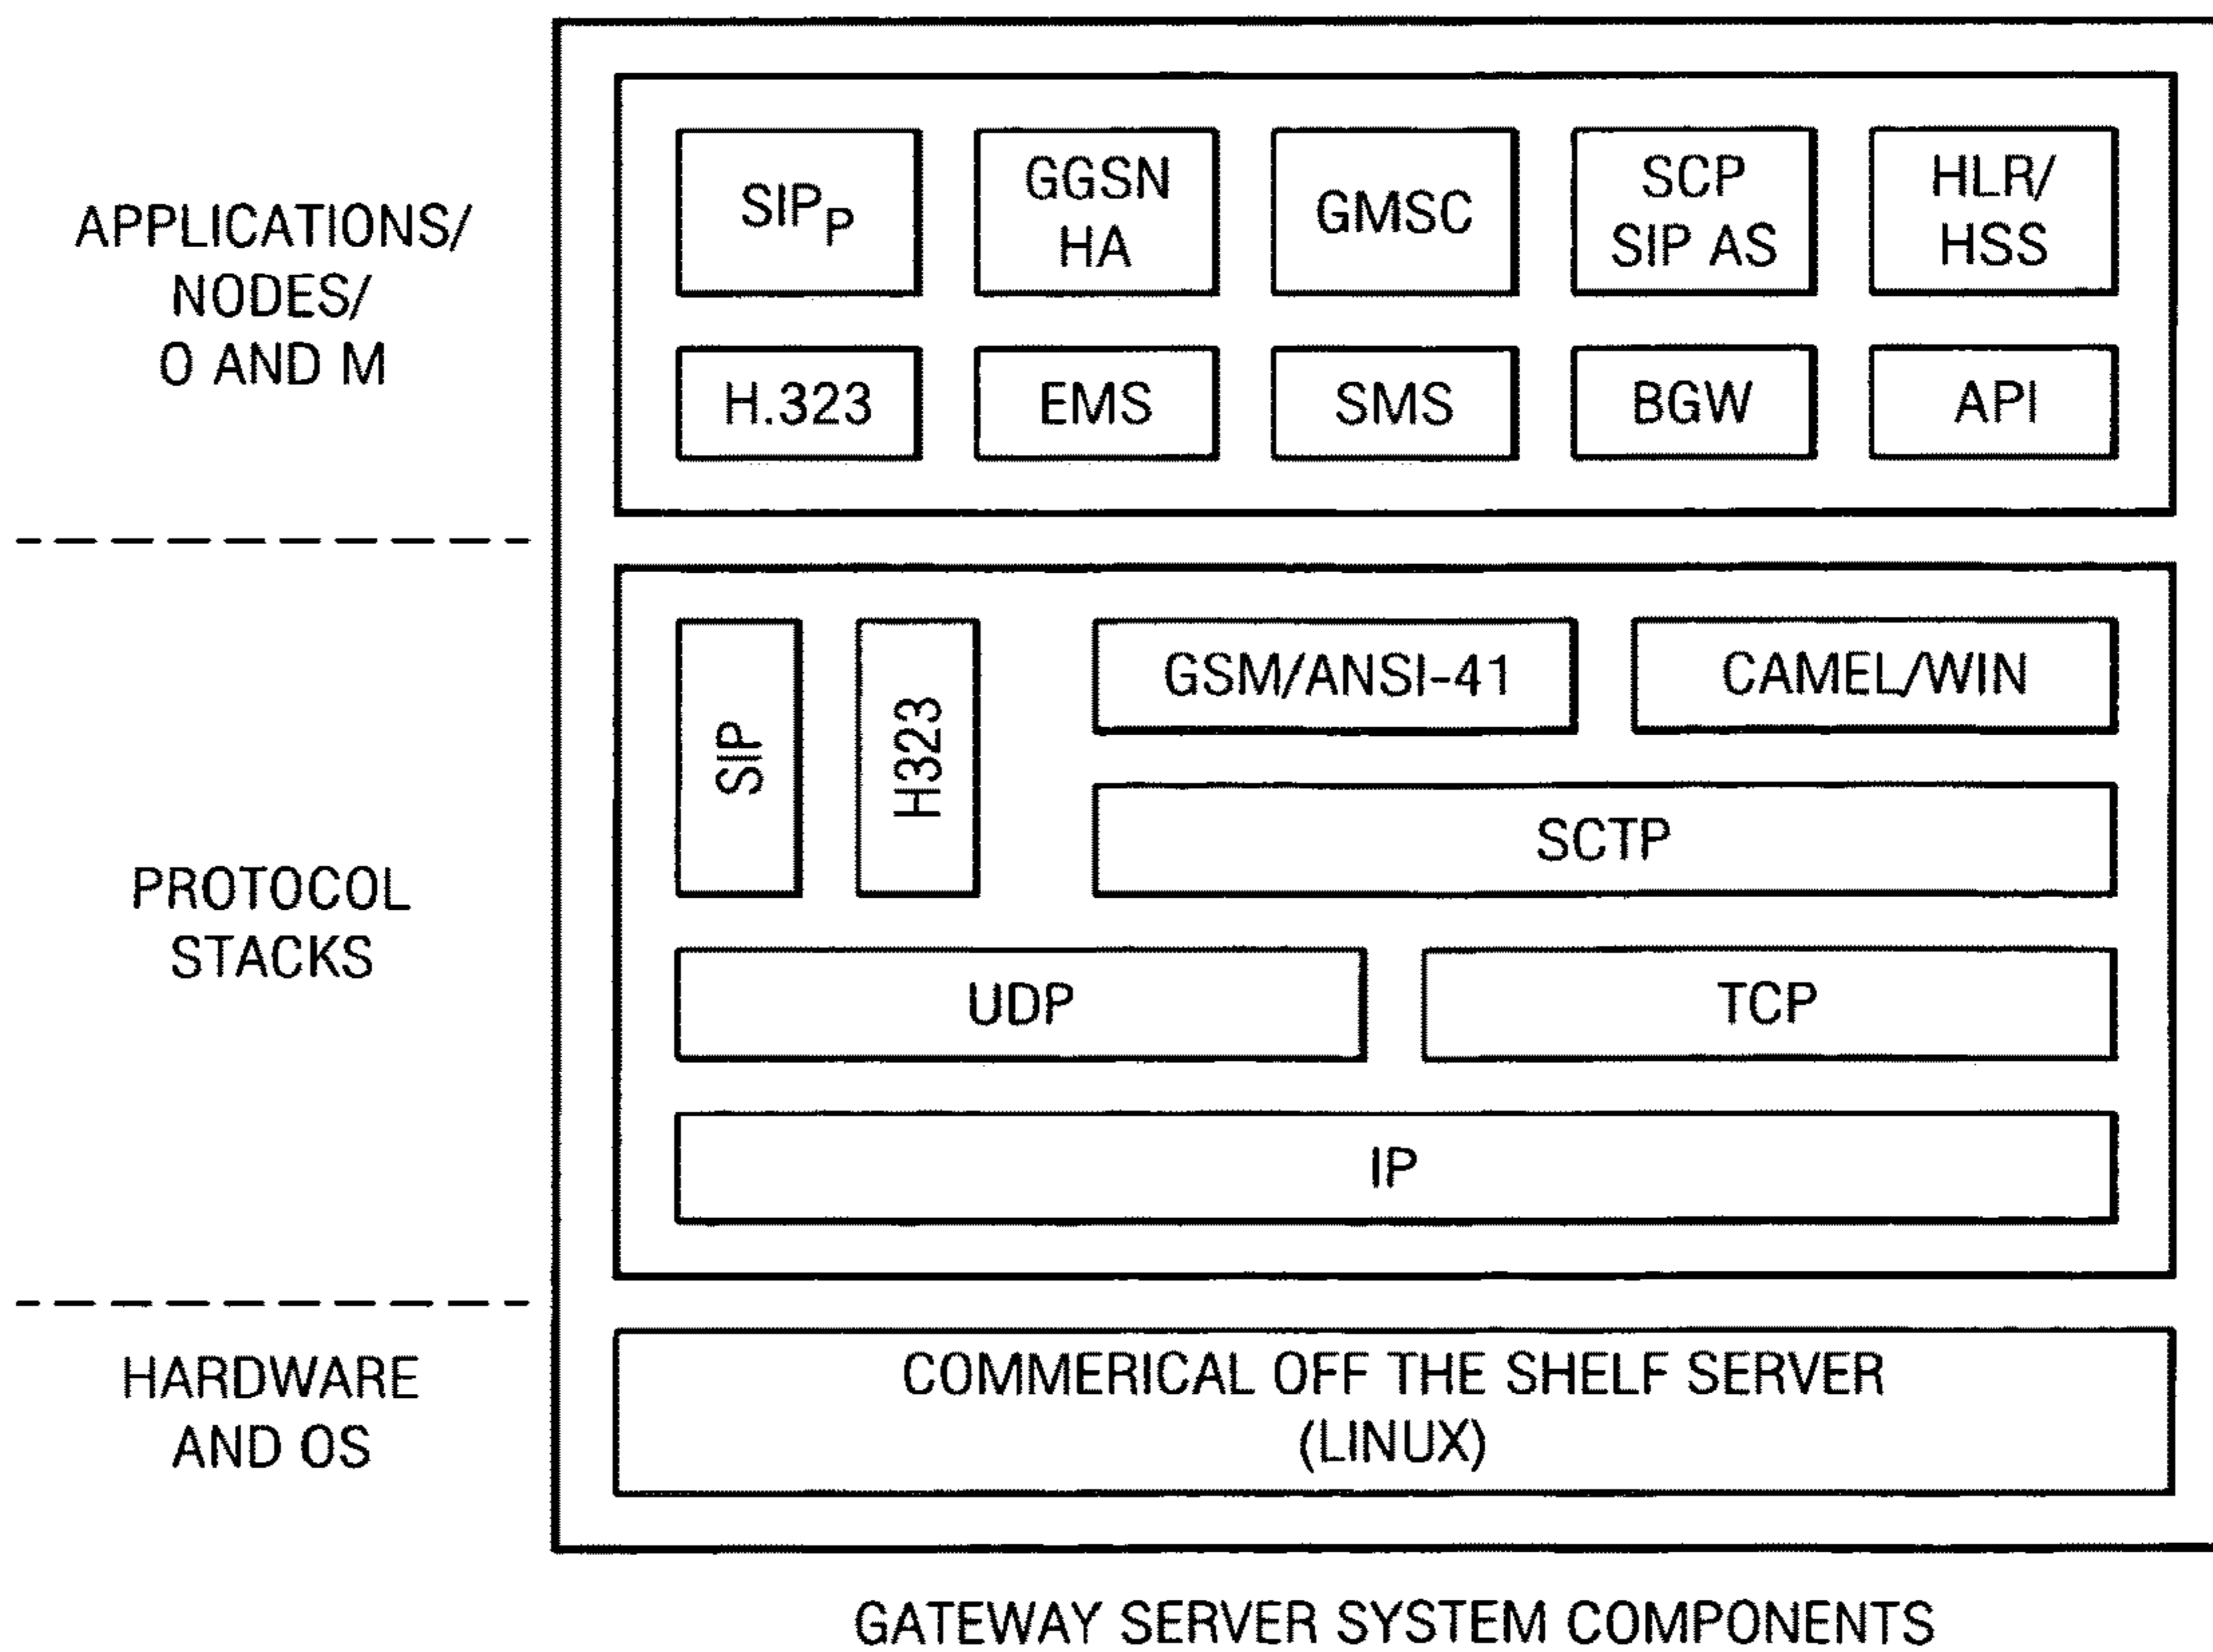 APPLICATIONS/
NODES/
O AND M
SIPP
GGSN
HA
GMSC
SCP
SIP AS
HLR/
HSS
H.323
EMS
SMS
BGW
API
PROTOCOL
STACKS
SIP
H323
GSM/ANSI-41
CAMEL/WIN
SCTP
UDP
TCP
IP
HARDWARE
AND OS
COMMERICAL OFF THE SHELF SERVER
(LINUX)
GATEWAY SERVER SYSTEM COMPONENTS